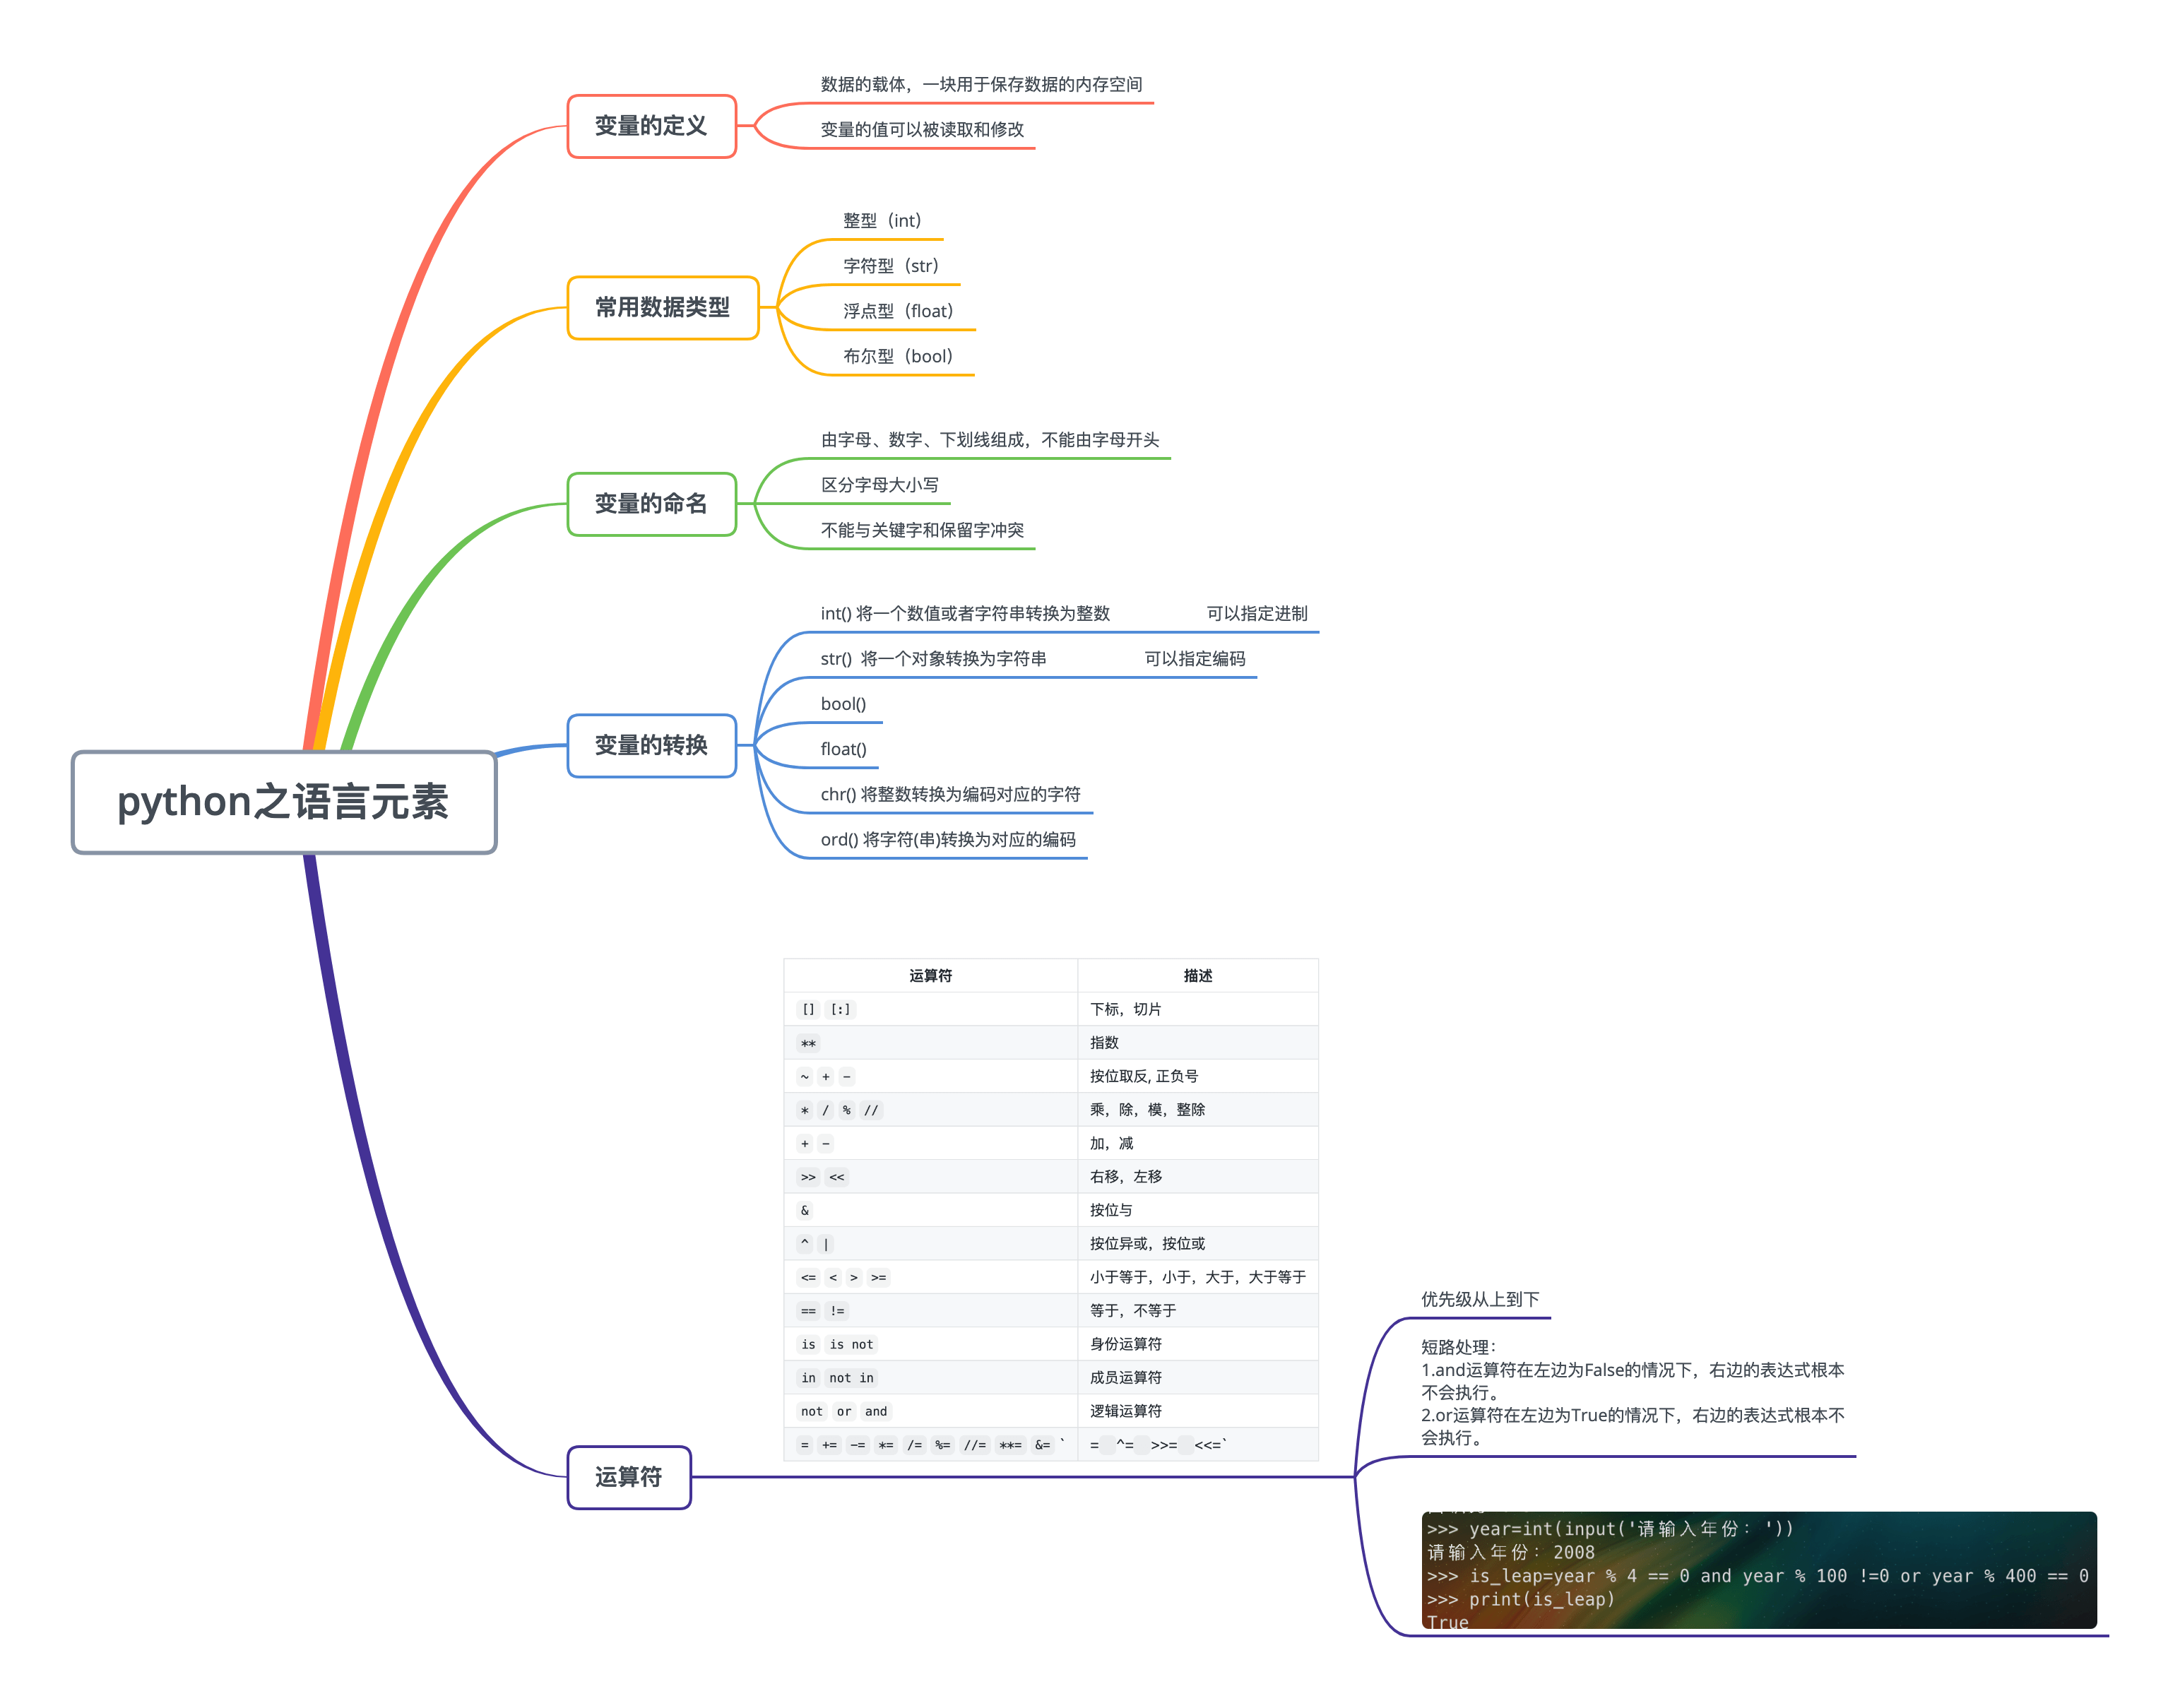 python之语言元素
变量的定义
数据的载体，一块用于保存数据的内存空间
变量的值可以被读取和修改
常用数据类型
整型（int）
字符型（str）
浮点型（float）
布尔型（bool）
变量的命名
由字母、数字、下划线组成，不能由字母开头
区分字母大小写
不能与关键字和保留字冲突
变量的转换
int() 将一个数值或者字符串转换为整数 可以指定进制
str() 将一个对象转换为字符串 可以指定编码
bool()
float()
chr() 将整数转换为编码对应的字符
ord() 将字符(串)转换为对应的编码
运算符
运算符 描述
[] [:] 下标，切片
** 指数
~ + - 按位取反, 正负号
* / % // 乘，除，模，整除
+ - 加，减
>> << 右移，左移
& 按位与
^ | 按位异或，按位或
<= < > >= 小于等于，小于，大于，大于等于
== != 等于，不等于
is is not 身份运算符
in not in 成员运算符
not or and 逻辑运算符
= += -= *= /= %= //= **= &= ` = ^= >>= <<=`
优先级从上到下
短路处理：
1.and运算符在左边为False的情况下，右边的表达式根本
不会执行。
2.or运算符在左边为True的情况下，右边的表达式根本不
会执行。
>>> year=int(input('请输入年份：'))
请输入年份：2008
>>> is_leap=year % 4 == 0 and year % 100 !=0 or year % 400 == 0
>>> print(is_leap)
True